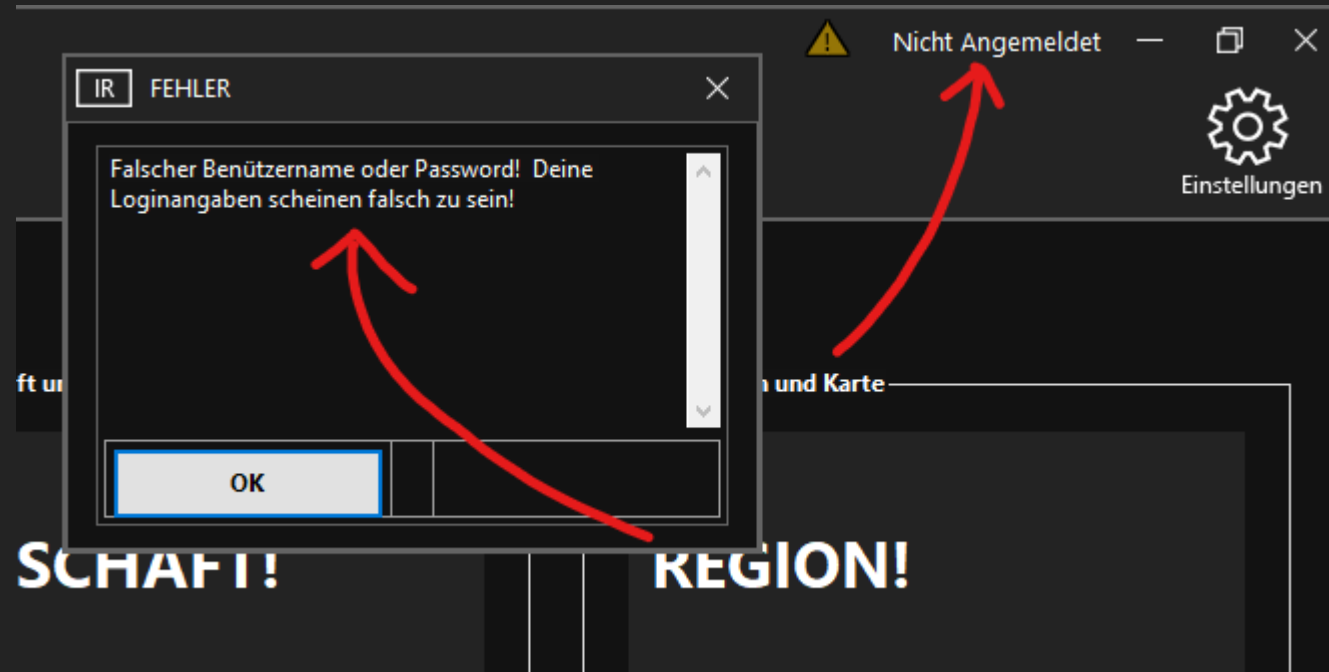 Nicht Angemeldet
IR FEHLER
Einstellungen
Falscher Benützername oder Password! Deine
Loginangaben scheinen falsch zu sein!
und Karte
OK
SCHAFT!
REGION!